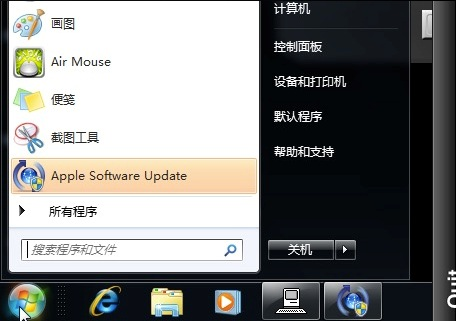 画图
Air Mouse
便笺
截图工具
Apple Software Update
所有程序
搜索程序和文件
计算机
控制面板
设备和打印机
默认程序
帮助和支持
关机
Quit